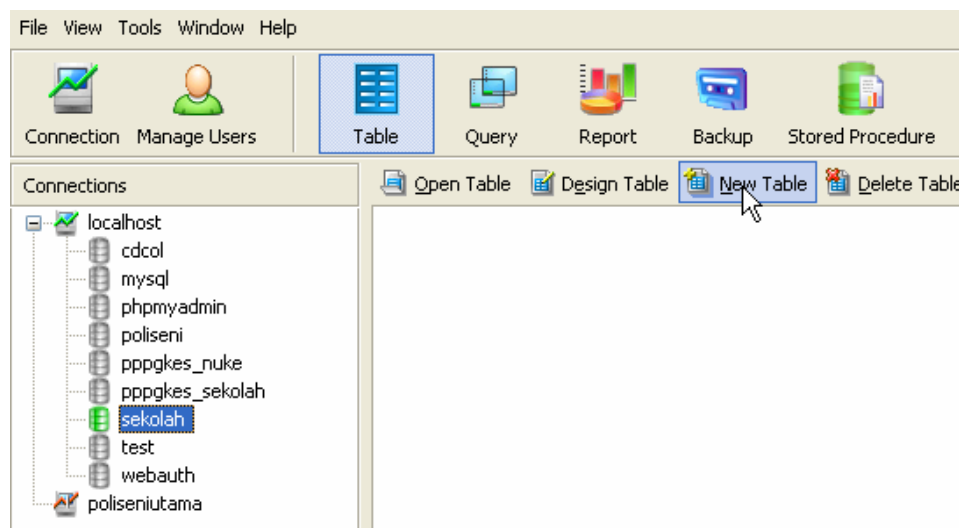 File View Tools Window Help
Connection Manage Users Table Query Report Backup Stored Procedure
Connections
Open Table Design Table New Table Delete Table
localhost
cdcol
mysql
phpmyadmin
poliseni
pppgkes_nuke
pppgkes_sekolah
sekolah
test
webauth
poliseniutama